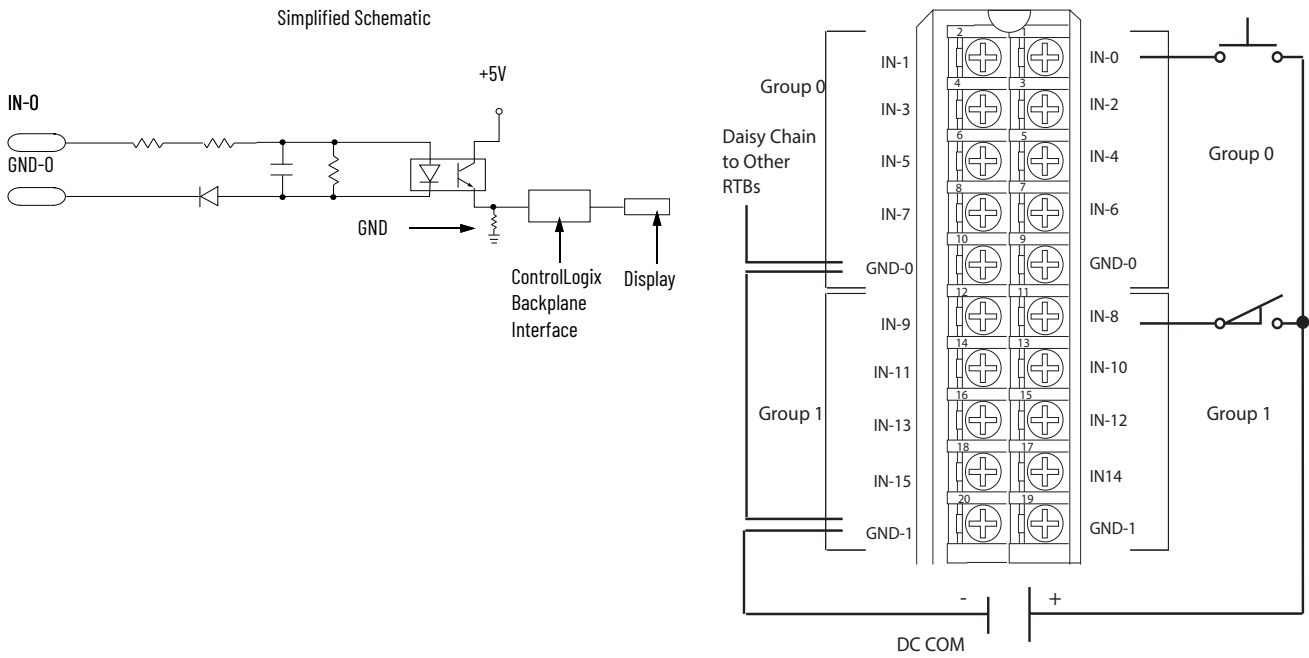 Simplified Schematic
+5V
IN-0
GND-0
GND
ControlLogix
Backplane
Interface
Display
Group 0
Daisy Chain
to Other
RTBs
Group 1
IN-1
IN-3
IN-5
IN-7
GND-0
IN-9
IN-11
IN-13
IN-15
GND-1
2 1
4 3
6 5
8 7
10 9
12 11
14 13
16 15
18 17
20 19
IN-0
IN-2
IN-4
IN-6
GND-0
IN-8
IN-10
IN-12
IN14
GND-1
Group 0
Group 1
- +
DC COM